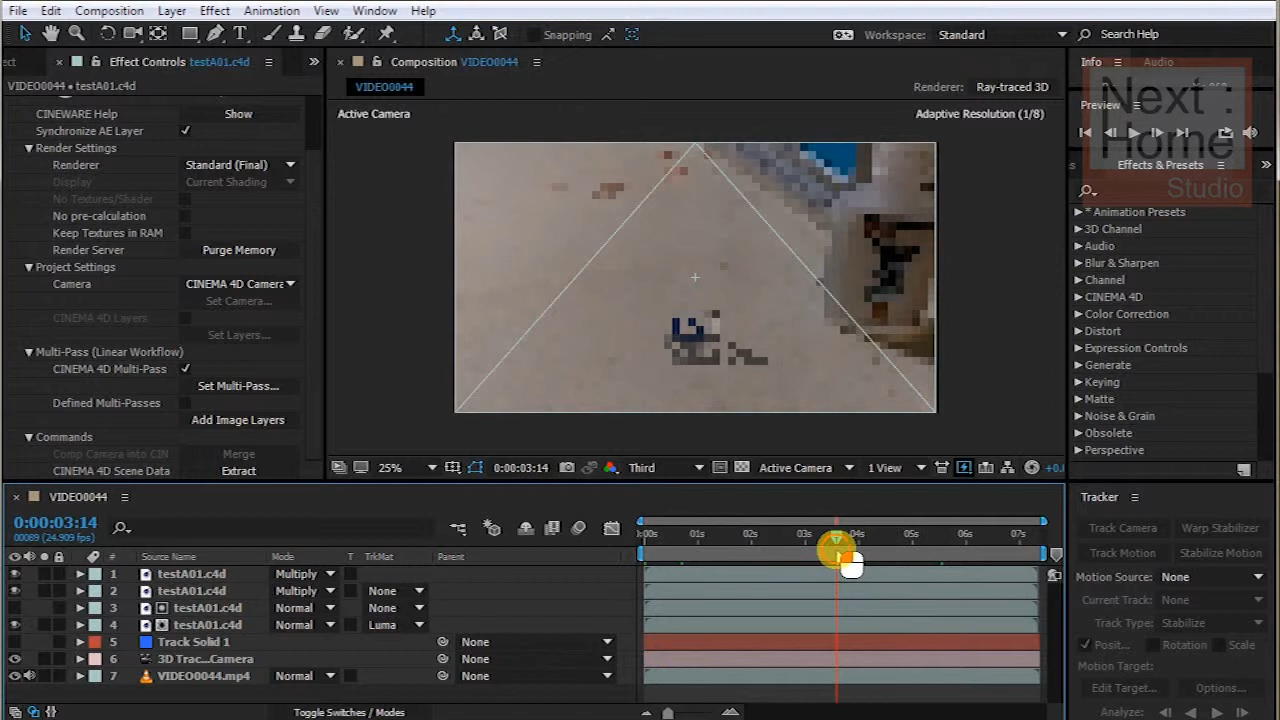 File Edit Composition Layer Effect Animation View Window Help
Snapping
Workspace: Standard
Search Help
ect
Effect Controls testA01.c4d
VIDEO0044 • testA01.c4d
CINEWARE Help Show
Synchronize AE Layer
Render Settings
Renderer Standard (Final)
Display Current Shading
No Textures/Shader
No pre-calculation
Keep Textures in RAM
Render Server Purge Memory
Project Settings
Camera CINEMA 4D Camera
Set Camera...
CINEMA 4D Layers
Set Layers...
Multi-Pass (Linear Workflow)
CINEMA 4D Multi-Pass
Set Multi-Pass...
Defined Multi-Passes
Add Image Layers
Commands
Comp Camera into CIN Merge
CINEMA 4D Scene Data Extract
Composition VIDEO0044
VIDEO0044
Renderer: Ray-traced 3D
Active Camera
Adaptive Resolution (1/8)
25% 0:00:03:14 Third Active Camera 1 View +0.
Info Audio
Preview
Next :
Home
Studio
Effects & Presets
* Animation Presets
3D Channel
Audio
Blur & Sharpen
Channel
CINEMA 4D
Color Correction
Distort
Expression Controls
Generate
Keying
Matte
Noise & Grain
Obsolete
Perspective
VIDEO0044
0:00:03:14
00089 (24.909 fps)
# Source Name Mode T TrkMat Parent
1 testA01.c4d Multiply
2 testA01.c4d Multiply None
3 testA01.c4d Normal None
4 testA01.c4d Normal Luma
5 Track Solid 1 None
6 3D Trac...Camera None
7 VIDEO0044.mp4 Normal None
Toggle Switches / Modes
:00s 01s 02s 03s 04s 05s 06s 07s
Tracker
Track Camera Warp Stabilizer
Track Motion Stabilize Motion
Motion Source: None
Current Track: None
Track Type: Stabilize
Posit... Rotation Scale
Motion Target:
Edit Target... Options...
Analyze: